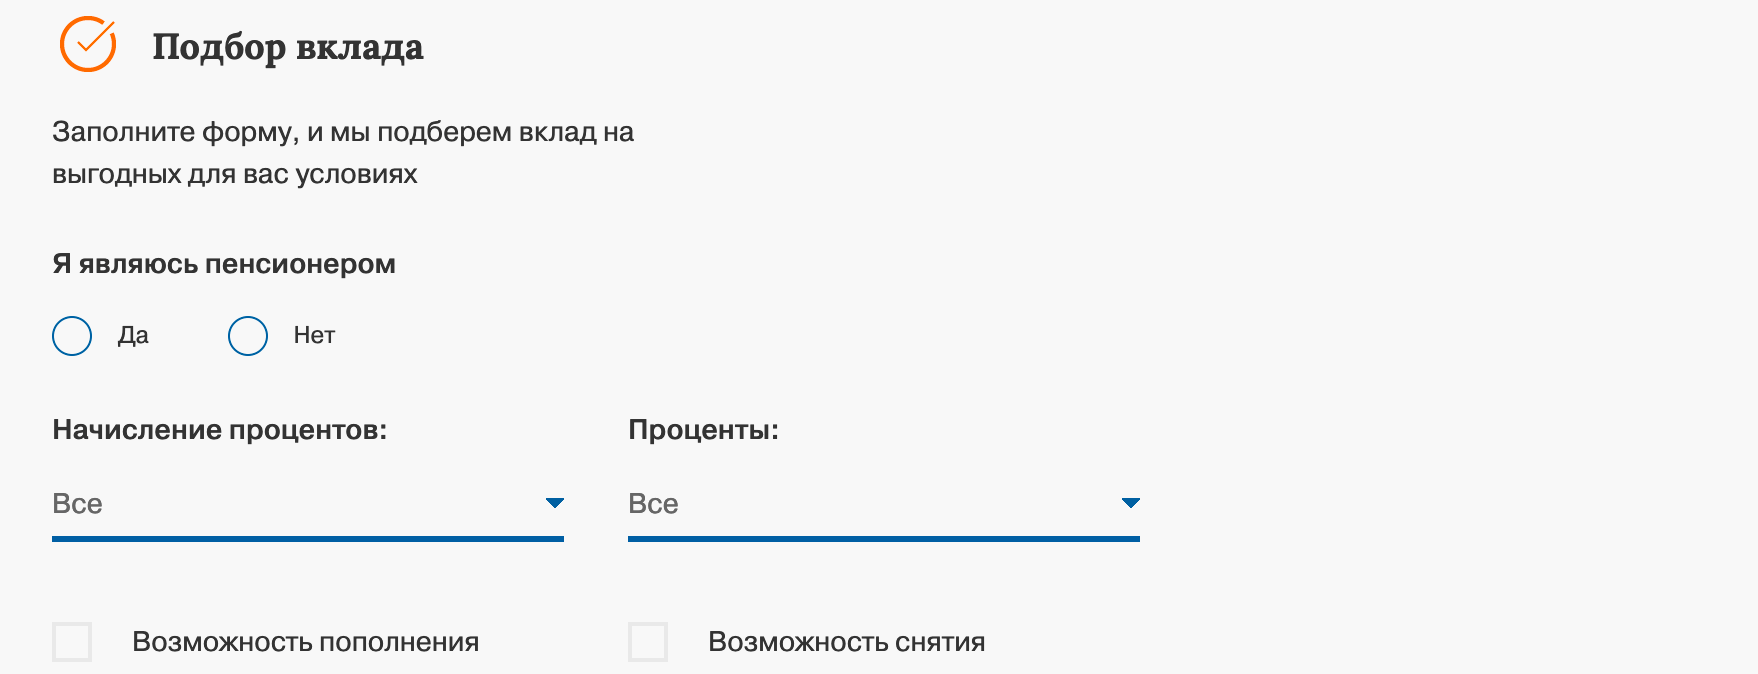 Подбор вклада
Заполните форму, и мы подберем вклад на
выгодных для вас условиях
Я являюсь пенсионером
Да Нет
Начисление процентов: Проценты:
Все Все
Возможность пополнения Возможность снятия